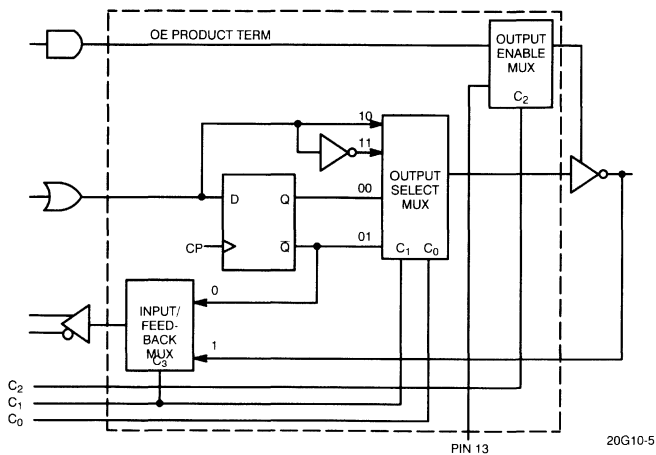 OE PRODUCT TERM
OUTPUT
ENABLE
MUX
C₂
10
11
OUTPUT
SELECT
MUX
D Q
00
CP
Q̅
01
C₁ C₀
INPUT/
FEED-
BACK
MUX
C₃
0
1
C₂
C₁
C₀
PIN 13
20G10-5